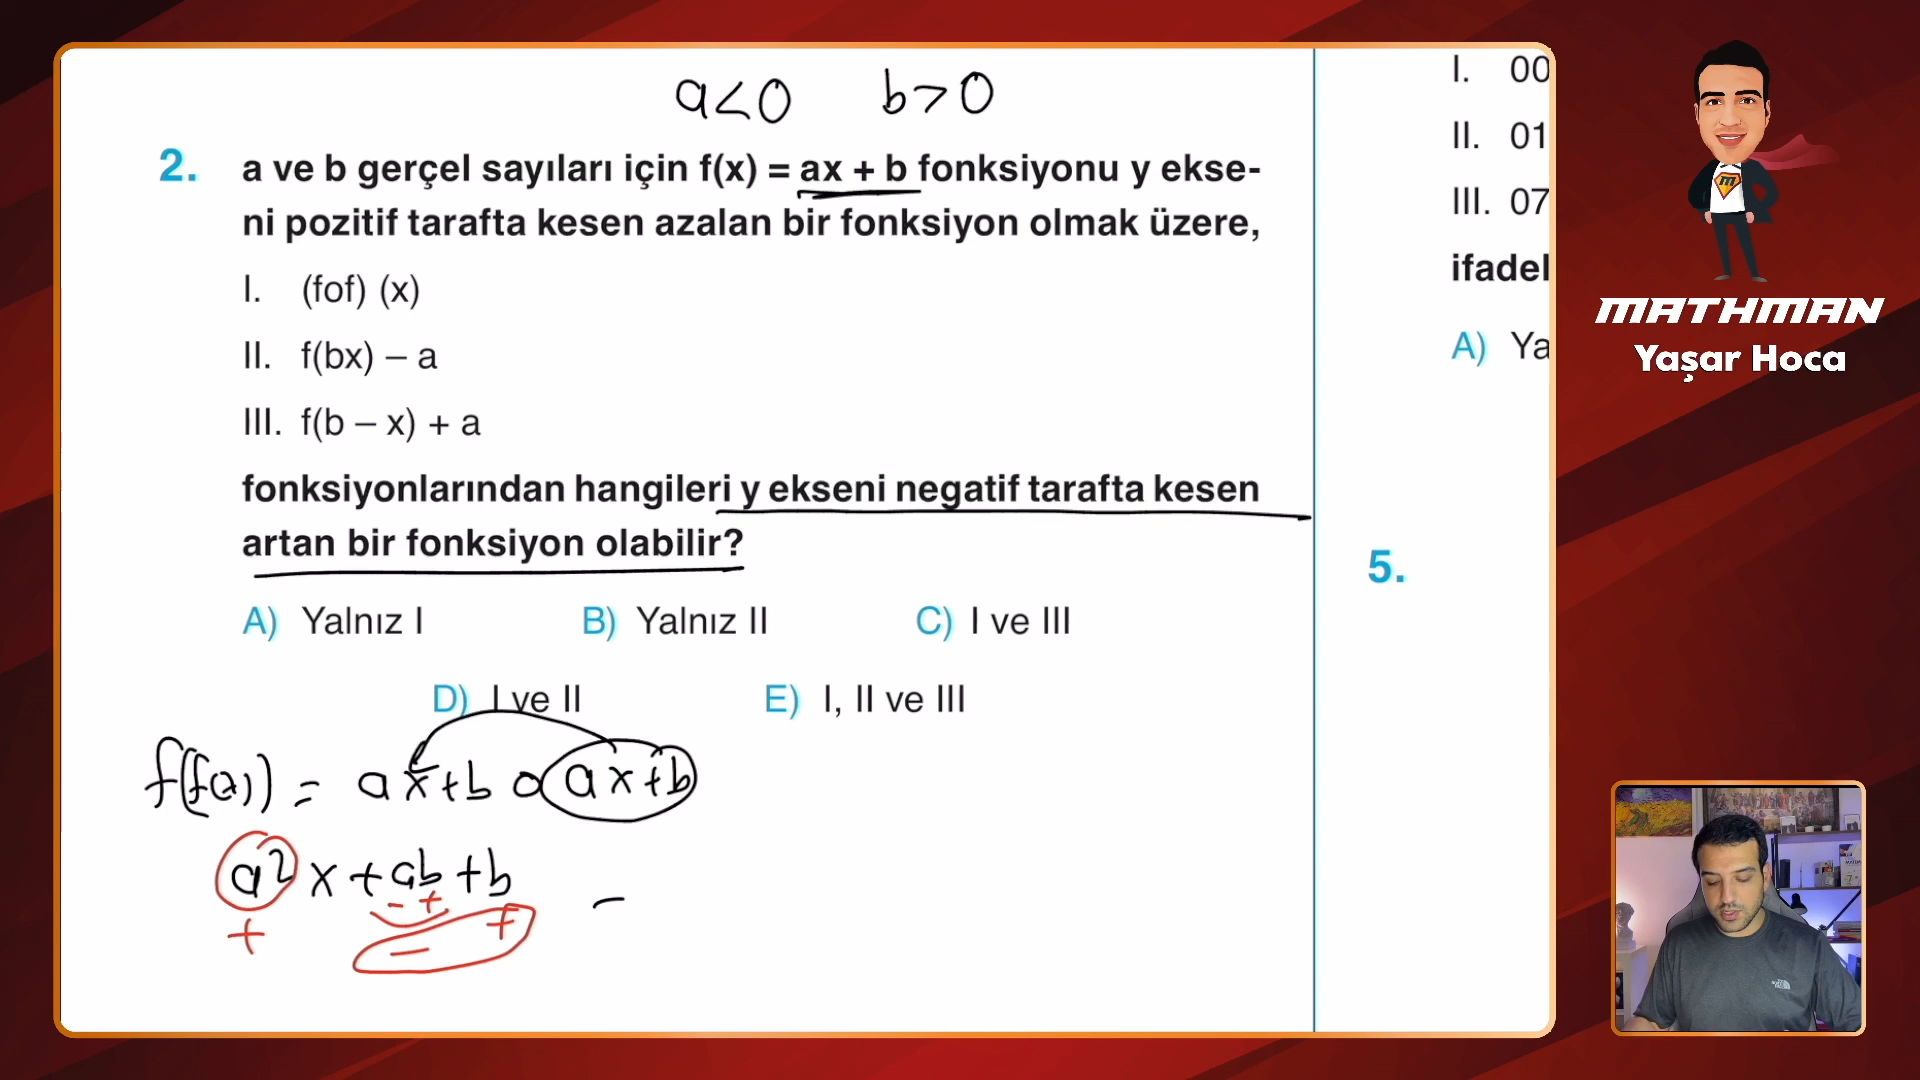 a<0 b>0
2. a ve b gerçel sayıları için f(x) = ax + b fonksiyonu y ekse-
ni pozitif tarafta kesen azalan bir fonksiyon olmak üzere,
I. (fof) (x)
II. f(bx) – a
III. f(b – x) + a
fonksiyonlarından hangileri y ekseni negatif tarafta kesen
artan bir fonksiyon olabilir?
A) Yalnız I B) Yalnız II C) I ve III
D) I ve II E) I, II ve III
f(f(x)) = ax+b o ax+b
a²x+ab+b –
- +
+ - +
I. 00
II. 01
III. 07
ifadel
A) Ya
5.
MATHMAN
Yaşar Hoca